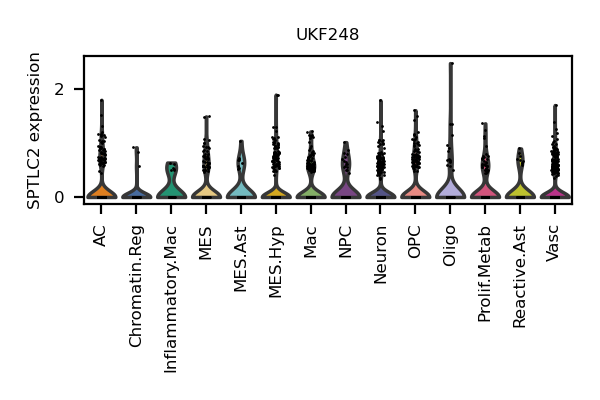 UKF248
SPTLC2 expression
2
0
AC
Chromatin.Reg
Inflammatory.Mac
MES
MES.Ast
MES.Hyp
Mac
NPC
Neuron
OPC
Oligo
Prolif.Metab
Reactive.Ast
Vasc